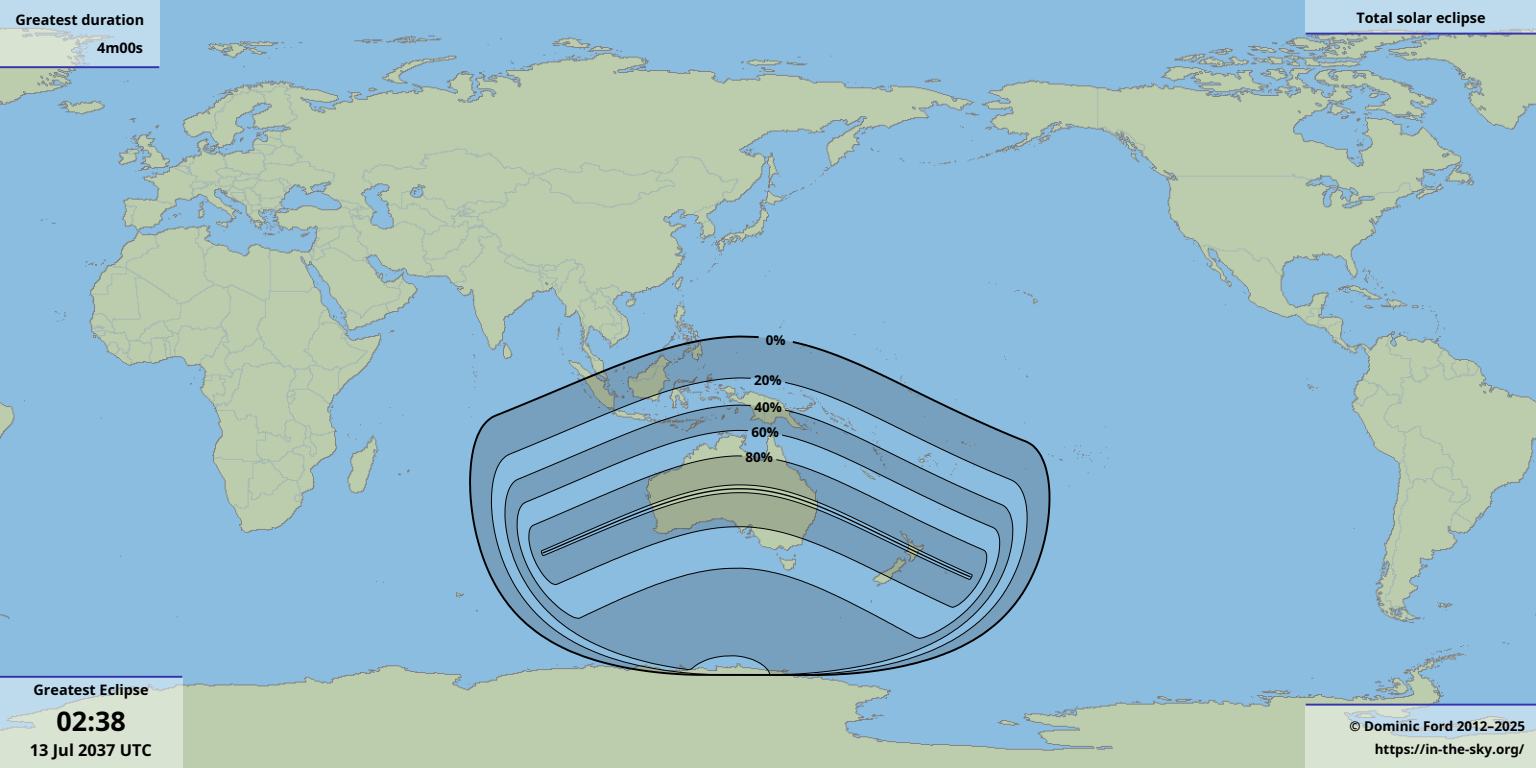 Greatest duration
4m00s
Total solar eclipse
0%
20%
40%
60%
80%
Greatest Eclipse
02:38
13 Jul 2037 UTC
© Dominic Ford 2012–2025
https://in-the-sky.org/